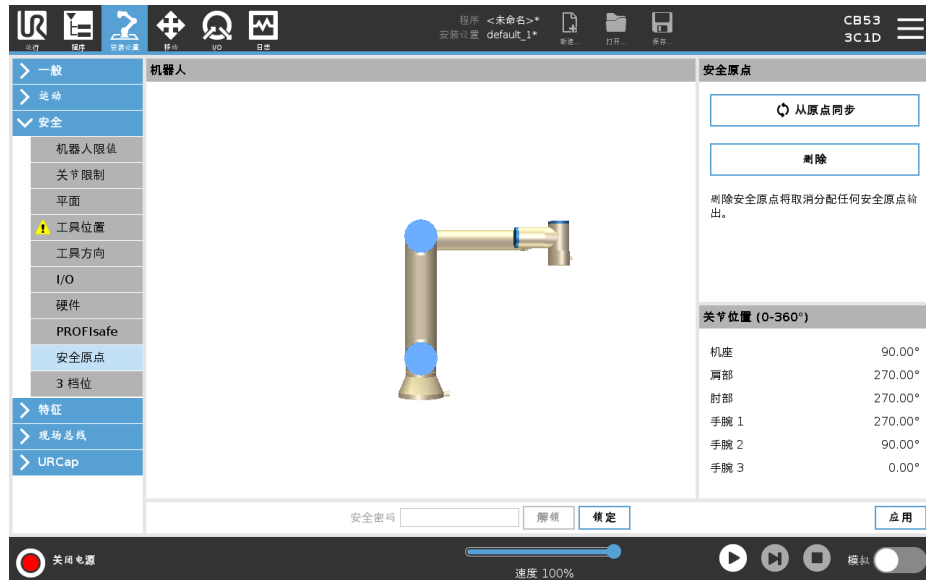 运行
程序
安装设置
移动
I/O
日志
程序 <未命名>*
安装设置 default_1*
新建...
打开...
保存...
CB53
3C1D
一般
运动
安全
机器人限值
关节限制
平面
工具位置
工具方向
I/O
硬件
PROFIsafe
安全原点
3 档位
特征
现场总线
URCap
机器人
安全原点
从原点同步
删除
删除安全原点将取消分配任何安全原点输
出。
关节位置 (0-360°)
机座 90.00°
肩部 270.00°
肘部 270.00°
手腕 1 270.00°
手腕 2 90.00°
手腕 3 0.00°
安全密码
解锁
锁定
应用
关闭电源
速度 100%
模拟